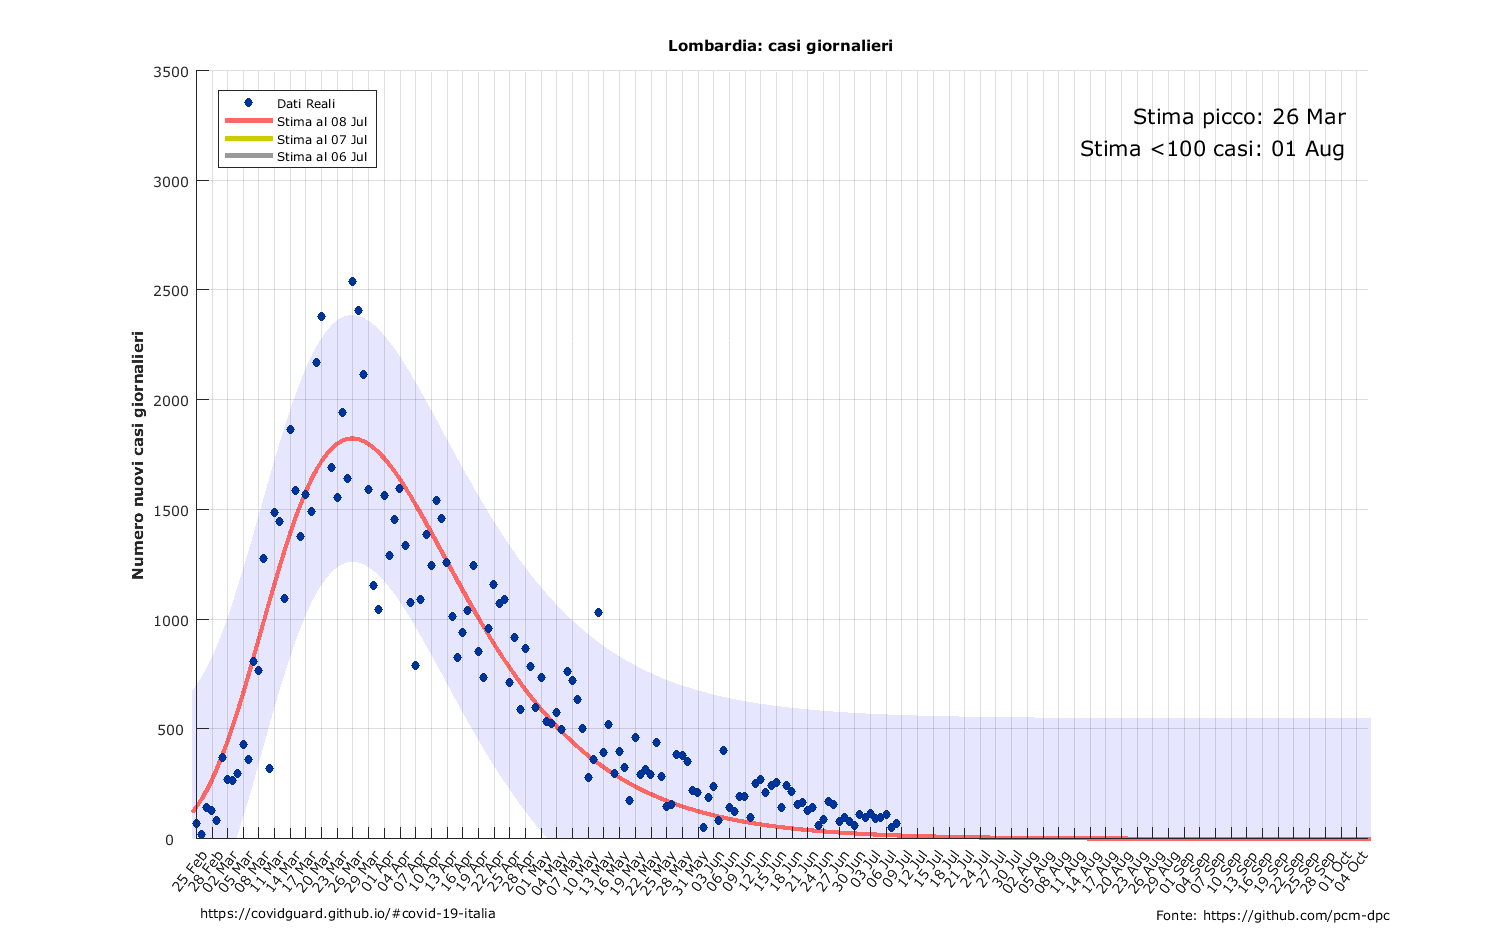 Lombardia: casi giornalieri
3500
3000
2500
2000
1500
1000
500
0
Numero nuovi casi giornalieri
Dati Reali
Stima al 08 Jul
Stima al 07 Jul
Stima al 06 Jul
Stima picco: 26 Mar
Stima <100 casi: 01 Aug
25 Feb
28 Feb
02 Mar
05 Mar
08 Mar
11 Mar
14 Mar
17 Mar
20 Mar
23 Mar
26 Mar
29 Mar
01 Apr
04 Apr
07 Apr
10 Apr
13 Apr
16 Apr
19 Apr
22 Apr
25 Apr
28 Apr
01 May
04 May
07 May
10 May
13 May
16 May
19 May
22 May
25 May
28 May
31 May
03 Jun
06 Jun
09 Jun
12 Jun
15 Jun
18 Jun
21 Jun
24 Jun
27 Jun
30 Jun
03 Jul
06 Jul
09 Jul
12 Jul
15 Jul
18 Jul
21 Jul
24 Jul
27 Jul
30 Jul
02 Aug
05 Aug
08 Aug
11 Aug
14 Aug
17 Aug
20 Aug
23 Aug
26 Aug
29 Aug
01 Sep
04 Sep
07 Sep
10 Sep
13 Sep
16 Sep
19 Sep
22 Sep
25 Sep
28 Sep
01 Oct
04 Oct
https://covidguard.github.io/#covid-19-italia
Fonte: https://github.com/pcm-dpc